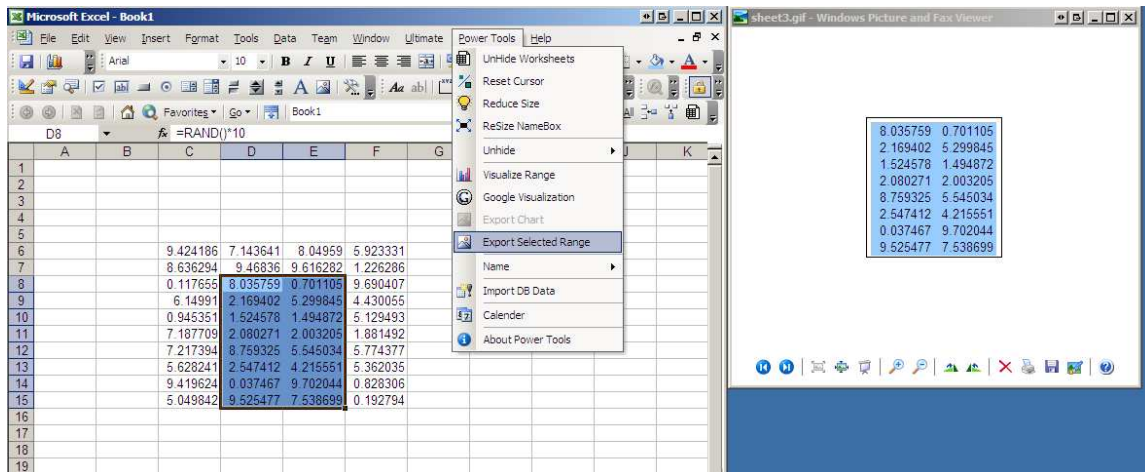 Microsoft Excel - Book1
File Edit View Insert Format Tools Data Team Window Ultimate Power Tools Help
Arial 10 B I U
Aa ab|
Favorites Go Book1
D8 fx =RAND()*10
A B C D E F G J K
1
2
3
4
5
6 9.424186 7.143641 8.04959 5.923331
7 8.636294 9.46836 9.616282 1.226286
8 0.117655 8.035759 0.701105 9.690407
9 6.14991 2.169402 5.299845 4.430055
10 0.945351 1.524578 1.494872 5.129493
11 7.187709 2.080271 2.003205 1.881492
12 7.217394 8.759325 5.545034 5.774377
13 5.628241 2.547412 4.215551 5.362035
14 9.419624 0.037467 9.702044 0.828306
15 5.049842 9.525477 7.538699 0.192794
16
17
18
19
UnHide Worksheets
Reset Cursor
Reduce Size
ReSize NameBox
Unhide
Visualize Range
Google Visualization
Export Chart
Export Selected Range
Name
Import DB Data
Calender
About Power Tools
sheet3.gif - Windows Picture and Fax Viewer
8.035759 0.701105
2.169402 5.299845
1.524578 1.494872
2.080271 2.003205
8.759325 5.545034
2.547412 4.215551
0.037467 9.702044
9.525477 7.538699